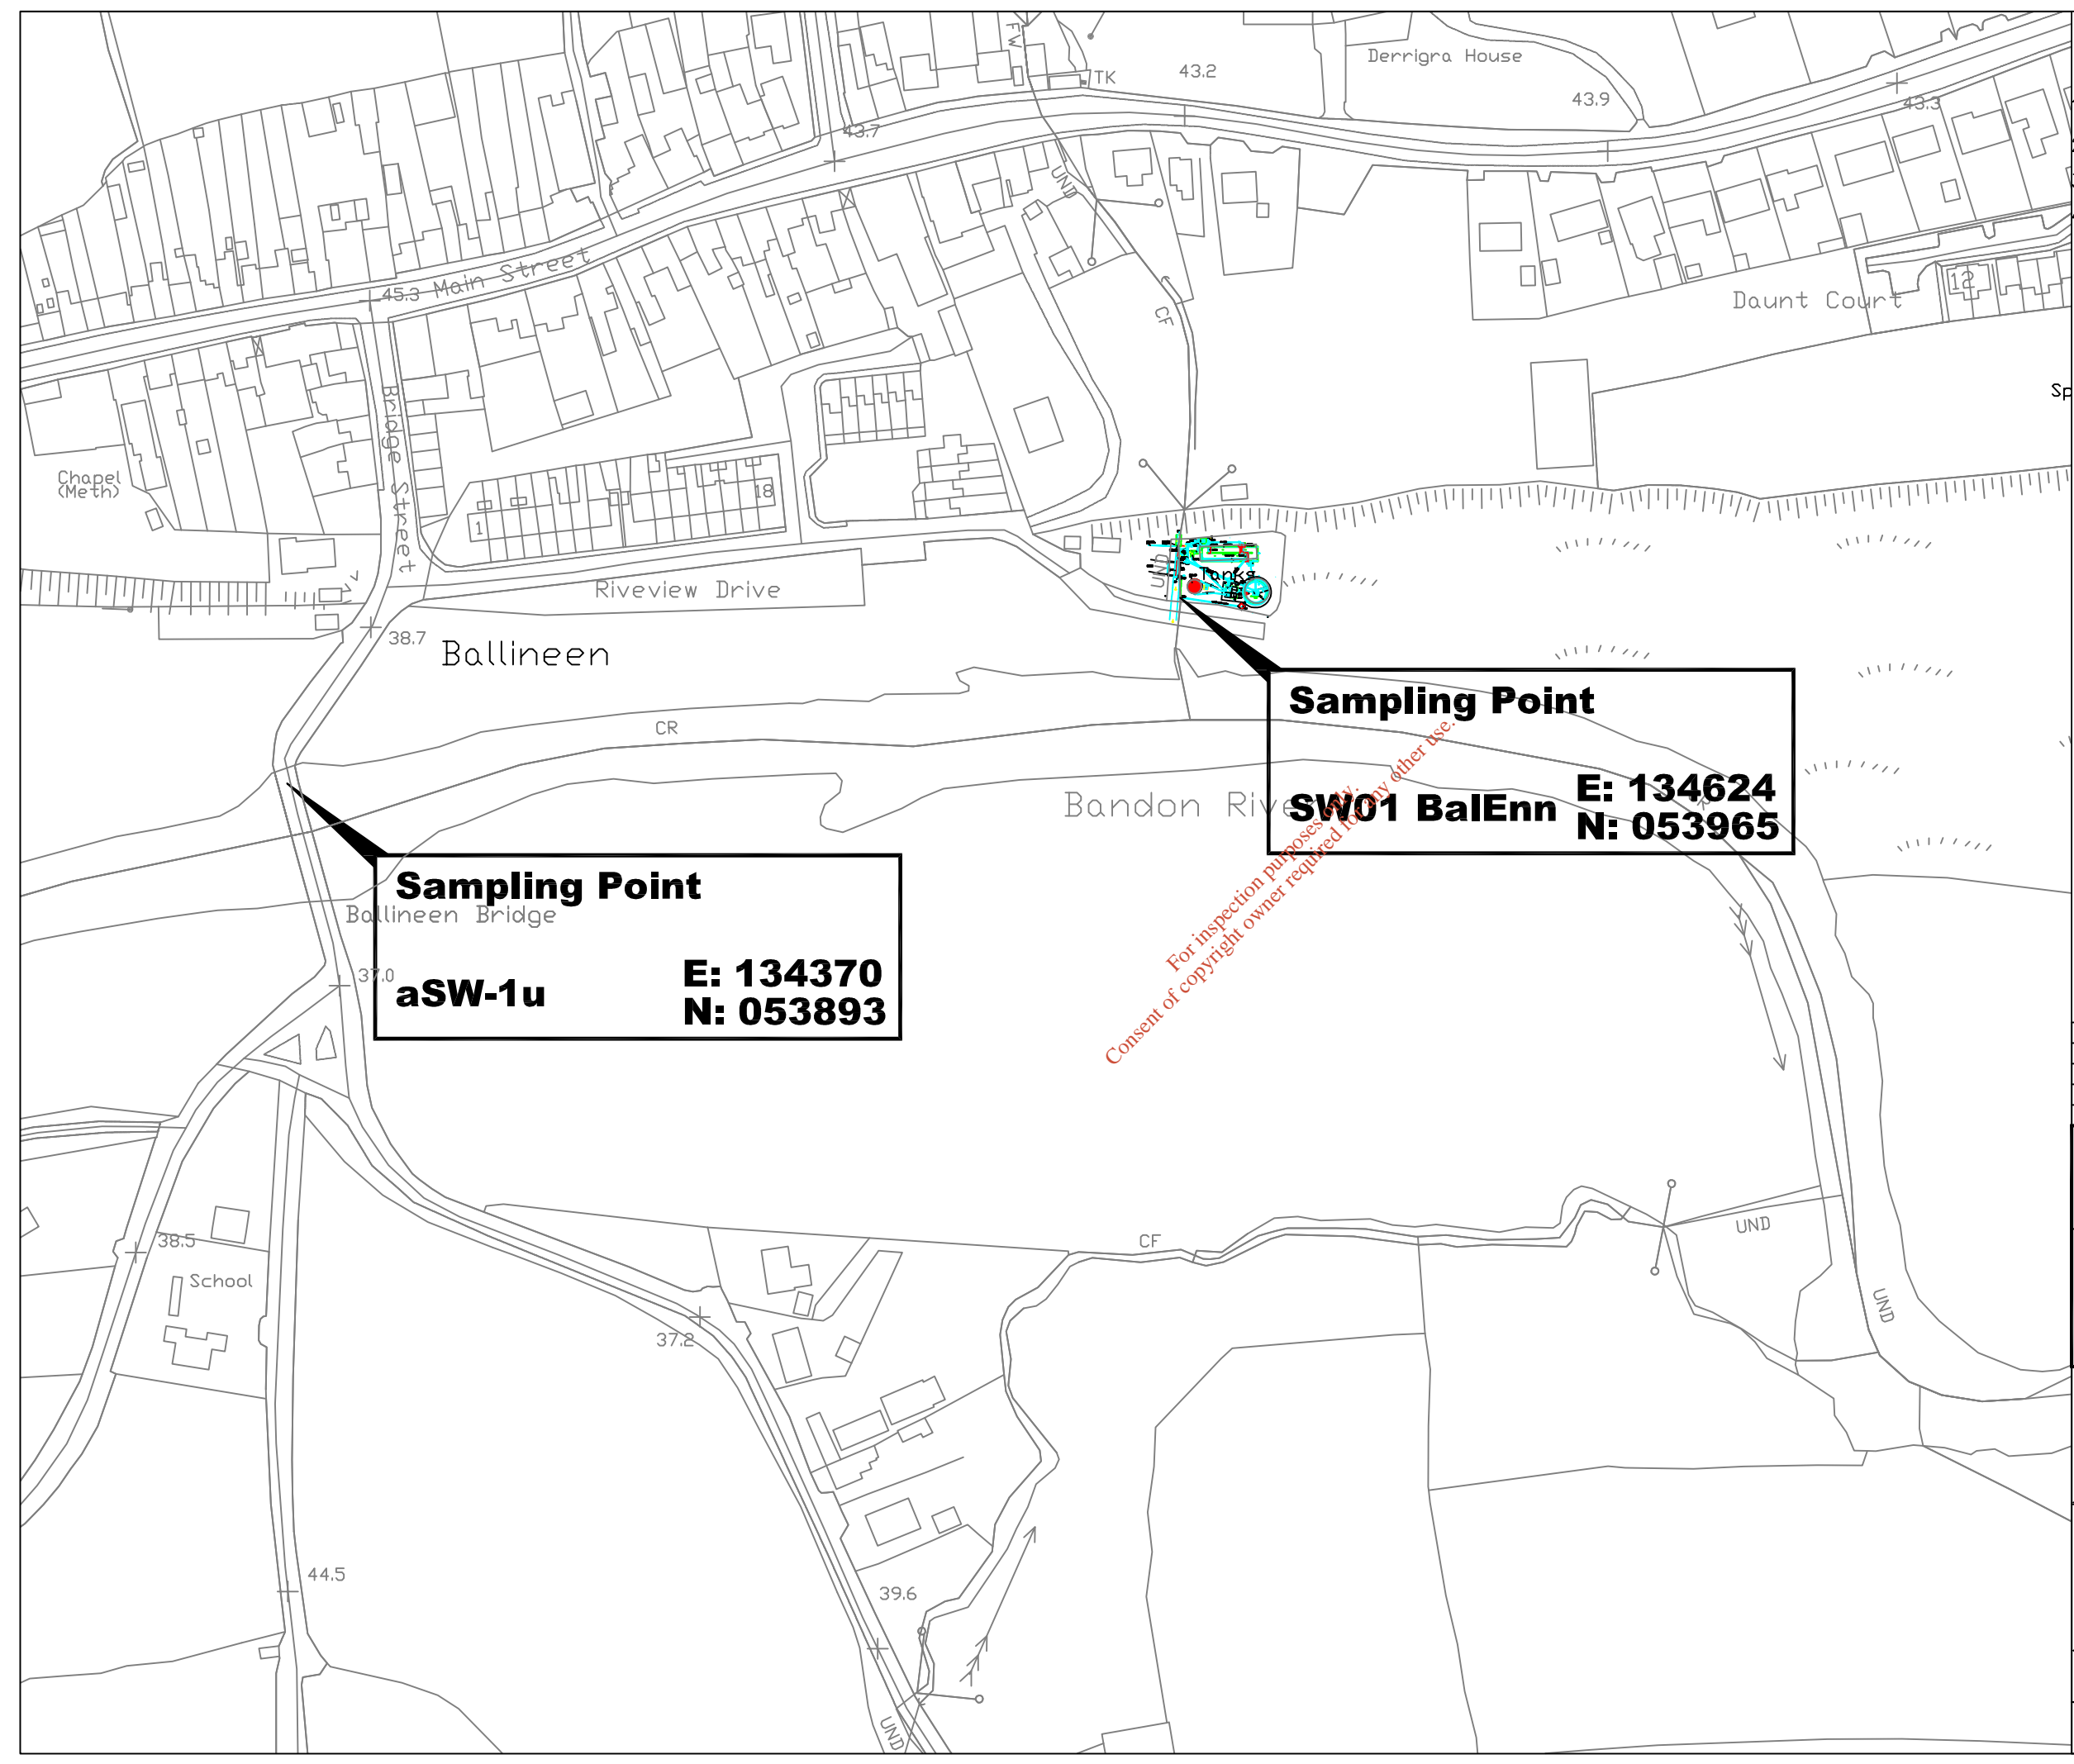 FW
Derrigra House
TK
43.2
43.9
43.3
43.7
UND
45.3
Main Street
CF
12
Daunt Court
Sp
Bridge Street
Chapel
(Meth)
18
1
UND
Tanks
Riveview Drive
38.7
Ballineen
Sampling Point
SW01 BalEnn
E: 134624
N: 053965
CR
Bandon River
For inspection purposes only.
Consent of copyright owner required for any other use.
Sampling Point
aSW-1u
E: 134370
N: 053893
Ballineen Bridge
37.0
UND
38.5
CF
School
UND
37.2
44.5
39.6
UND